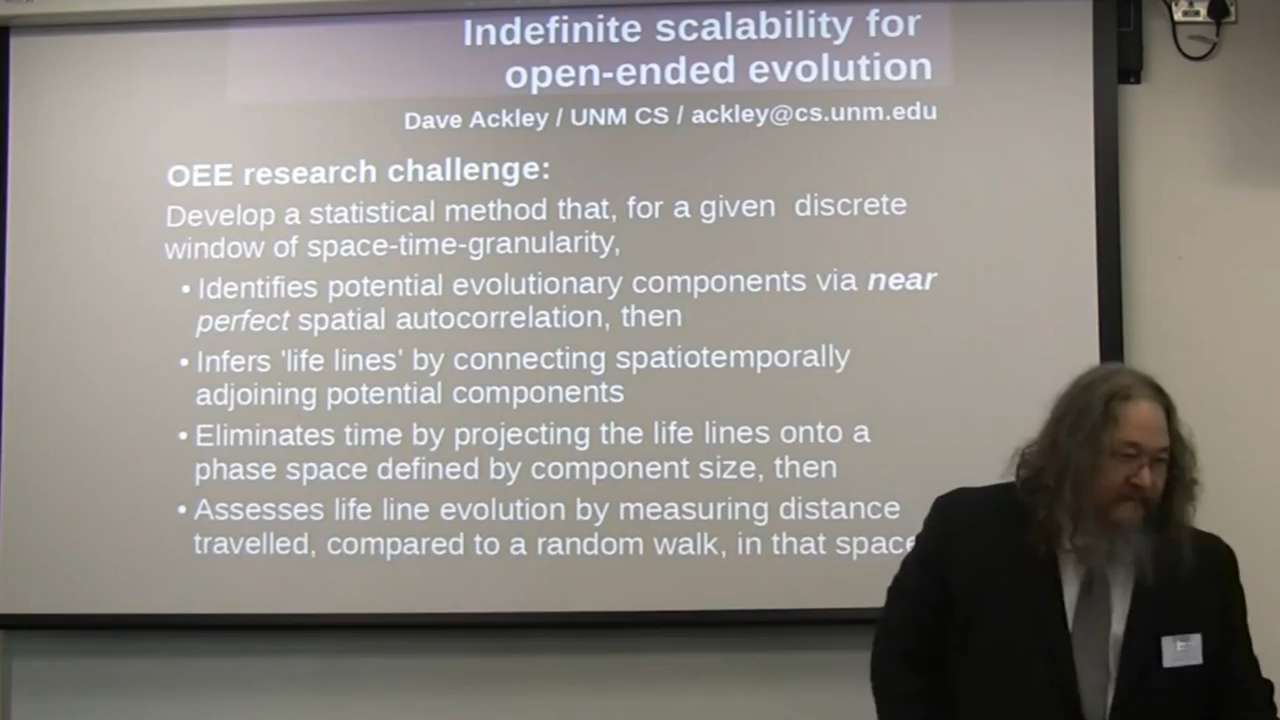 Indefinite scalability for
open-ended evolution
Dave Ackley / UNM CS / ackley@cs.unm.edu
OEE research challenge:
Develop a statistical method that, for a given discrete
window of space-time-granularity,
• Identifies potential evolutionary components via near
perfect spatial autocorrelation, then
• Infers 'life lines' by connecting spatiotemporally
adjoining potential components
• Eliminates time by projecting the life lines onto a
phase space defined by component size, then
• Assesses life line evolution by measuring distance
travelled, compared to a random walk, in that space